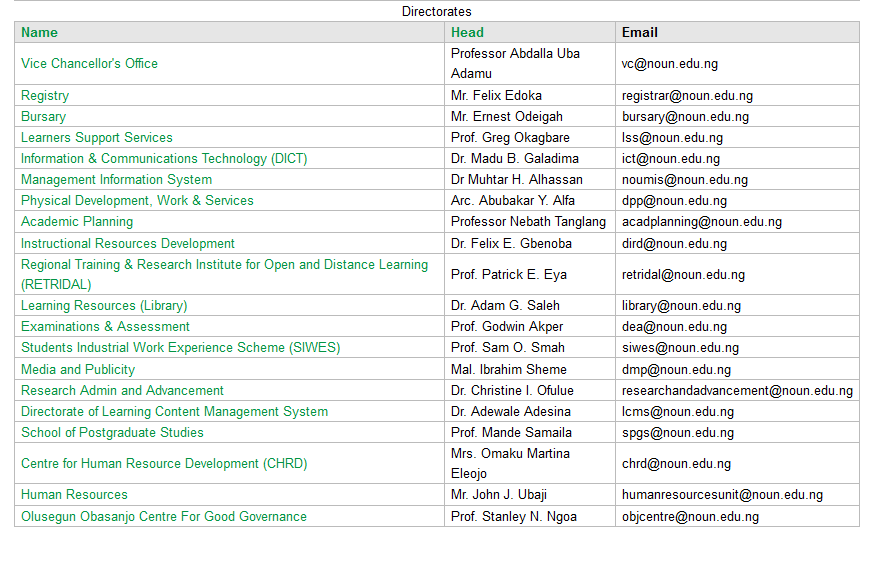 Directorates
Name Head Email
Vice Chancellor's Office Professor Abdalla Uba Adamu vc@noun.edu.ng
Registry Mr. Felix Edoka registrar@noun.edu.ng
Bursary Mr. Ernest Odeigah bursary@noun.edu.ng
Learners Support Services Prof. Greg Okagbare lss@noun.edu.ng
Information & Communications Technology (DICT) Dr. Madu B. Galadima ict@noun.edu.ng
Management Information System Dr Muhtar H. Alhassan noumis@noun.edu.ng
Physical Development, Work & Services Arc. Abubakar Y. Alfa dpp@noun.edu.ng
Academic Planning Professor Nebath Tanglang acadplanning@noun.edu.ng
Instructional Resources Development Dr. Felix E. Gbenoba dird@noun.edu.ng
Regional Training & Research Institute for Open and Distance Learning
(RETRIDAL) Prof. Patrick E. Eya retridal@noun.edu.ng
Learning Resources (Library) Dr. Adam G. Saleh library@noun.edu.ng
Examinations & Assessment Prof. Godwin Akper dea@noun.edu.ng
Students Industrial Work Experience Scheme (SIWES) Prof. Sam O. Smah siwes@noun.edu.ng
Media and Publicity Mal. Ibrahim Sheme dmp@noun.edu.ng
Research Admin and Advancement Dr. Christine I. Ofulue researchandadvancement@noun.edu.ng
Directorate of Learning Content Management System Dr. Adewale Adesina lcms@noun.edu.ng
School of Postgraduate Studies Prof. Mande Samaila spgs@noun.edu.ng
Centre for Human Resource Development (CHRD) Mrs. Omaku Martina Eleojo chrd@noun.edu.ng
Human Resources Mr. John J. Ubaji humanresourcesunit@noun.edu.ng
Olusegun Obasanjo Centre For Good Governance Prof. Stanley N. Ngoa objcentre@noun.edu.ng